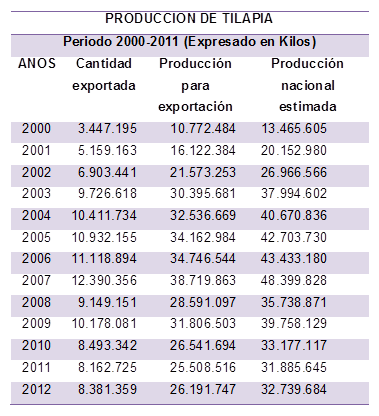 PRODUCCION DE TILAPIA
Periodo 2000-2011 (Expresado en Kilos)
ANOS Cantidad exportada Producción para exportación Producción nacional estimada
2000 3.447.195 10.772.484 13.465.605
2001 5.159.163 16.122.384 20.152.980
2002 6.903.441 21.573.253 26.966.566
2003 9.726.618 30.395.681 37.994.602
2004 10.411.734 32.536.669 40.670.836
2005 10.932.155 34.162.984 42.703.730
2006 11.118.894 34.746.544 43.433.180
2007 12.390.356 38.719.863 48.399.828
2008 9.149.151 28.591.097 35.738.871
2009 10.178.081 31.806.503 39.758.129
2010 8.493.342 26.541.694 33.177.117
2011 8.162.725 25.508.516 31.885.645
2012 8.381.359 26.191.747 32.739.684